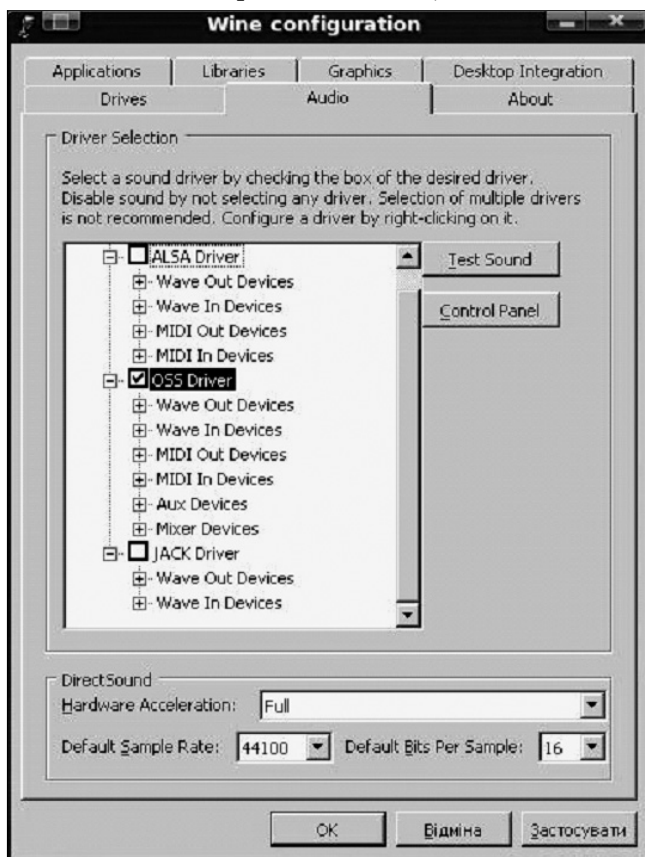 Wine configuration
Applications Libraries Graphics Desktop Integration
Drives Audio About
Driver Selection
Select a sound driver by checking the box of the desired driver.
Disable sound by not selecting any driver. Selection of multiple drivers
is not recommended. Configure a driver by right-clicking on it.
ALSA Driver
Wave Out Devices
Wave In Devices
MIDI Out Devices
MIDI In Devices
OSS Driver
Wave Out Devices
Wave In Devices
MIDI Out Devices
MIDI In Devices
Aux Devices
Mixer Devices
JACK Driver
Wave Out Devices
Wave In Devices
Test Sound
Control Panel
DirectSound
Hardware Acceleration: Full
Default Sample Rate: 44100 Default Bits Per Sample: 16
OK Відміна Застосувати